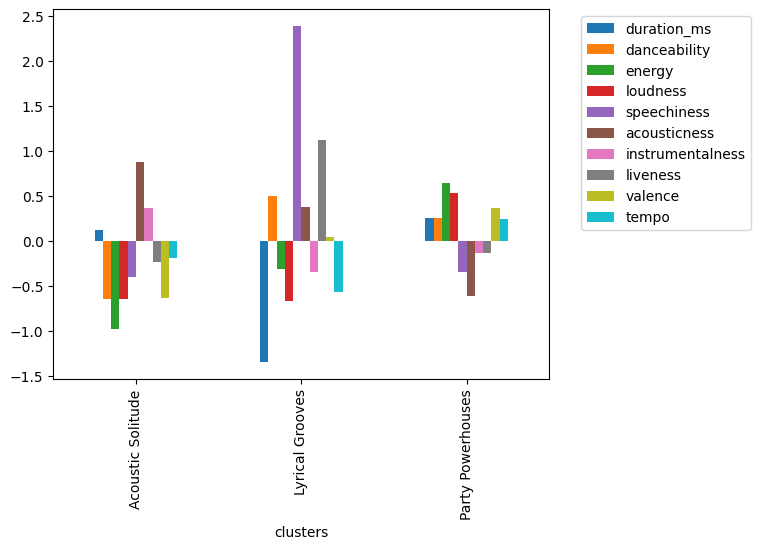 2.5
2.0
1.5
1.0
0.5
0.0
−0.5
−1.0
−1.5
Acoustic Solitude
Lyrical Grooves
Party Powerhouses
clusters
duration_ms
danceability
energy
loudness
speechiness
acousticness
instrumentalness
liveness
valence
tempo